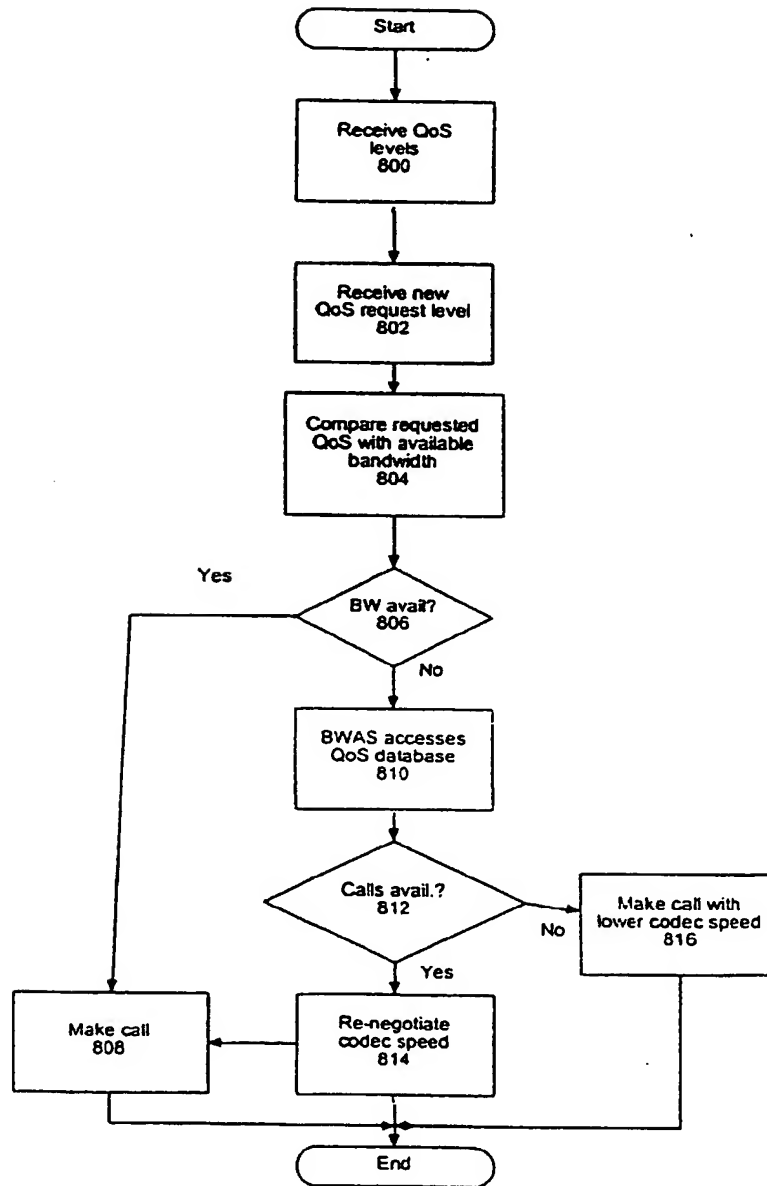 Start
Receive QoS
levels
800
Receive new
QoS request level
802
Compare requested
QoS with available
bandwidth
804
Yes
BW avail?
806
No
BWAS accesses
QoS database
810
Calls avail.?
812
No
Make call with
lower codec speed
816
Yes
Make call
808
Re-negotiate
codec speed
814
End